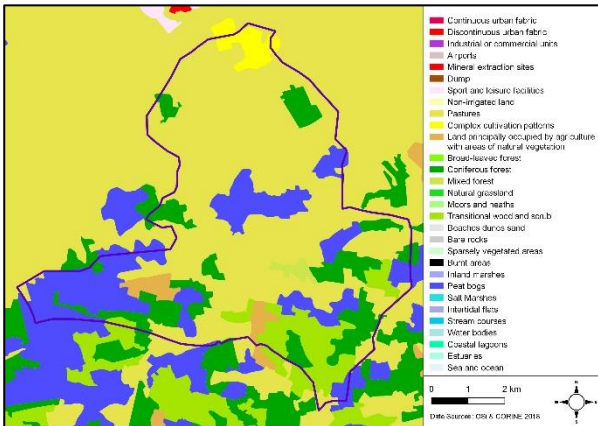 Continuous urban fabric
Discontinuous urban fabric
Industrial or commercial units
Airports
Mineral extraction sites
Dump
Sport and leisure facilities
Non-irrigated land
Pastures
Complex cultivation patterns
Land principally occupied by agriculture
with areas of natural vegetation
Broad-leaved forest
Coniferous forest
Mixed forest
Natural grassland
Moors and heaths
Transitional wood and scrub
Beaches dunes sand
Bare rocks
Sparsely vegetated areas
Burnt areas
Inland marshes
Peat bogs
Salt Marshes
Intertidal flats
Stream courses
Water bodies
Coastal lagoons
Estuaries
Sea and ocean
0 1 2 km
Data Sources: OSi & CORINE 2018
N
W E
S